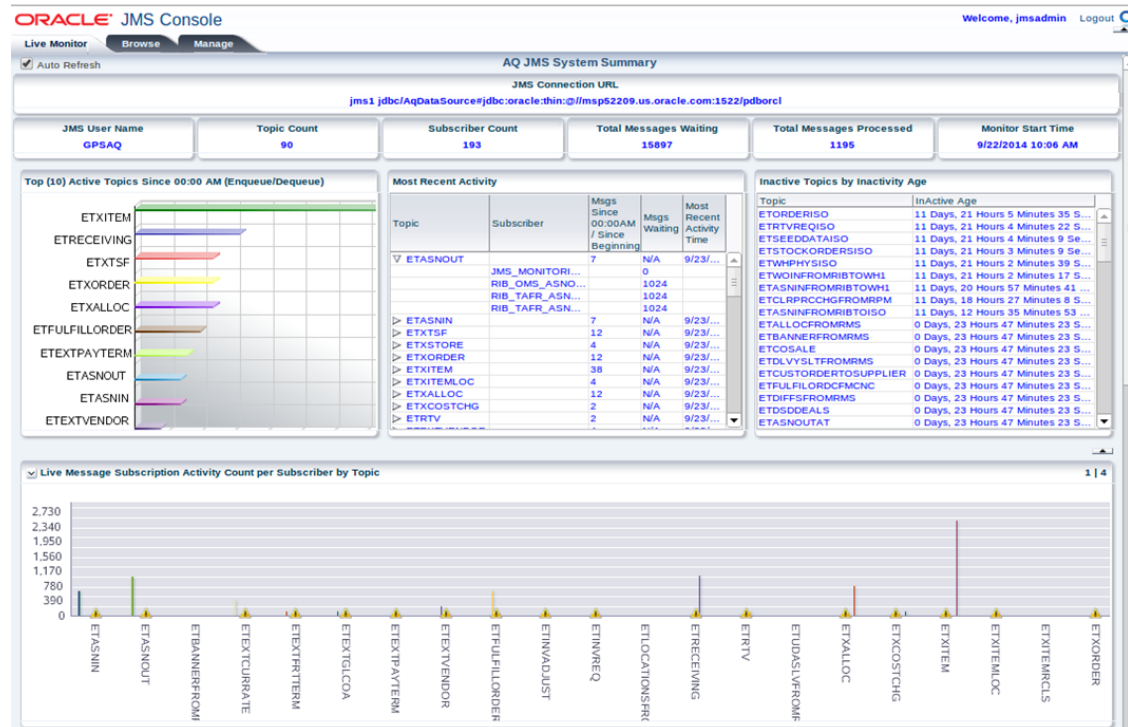 ORACLE JMS Console
Welcome, jmsadmin Logout
Live Monitor Browse Manage
Auto Refresh
AQ JMS System Summary
JMS Connection URL
jms1 jdbc/AqDataSource#jdbc:oracle:thin:@//msp52209.us.oracle.com:1522/pdborcl
JMS User Name Topic Count Subscriber Count Total Messages Waiting Total Messages Processed Monitor Start Time
GPSAQ 90 193 15897 1195 9/22/2014 10:06 AM
Top (10) Active Topics Since 00:00 AM (Enqueue/Dequeue)
ETXITEM
ETRECEIVING
ETXTSF
ETXORDER
ETXALLOC
ETFULFILLORDER
ETEXTPAYTERM
ETASNOUT
ETASNIN
ETEXTVENDOR
Most Recent Activity
Topic Subscriber Msgs Since 00:00AM / Since Beginning Msgs Waiting Most Recent Activity Time
ETASNOUT 7 N/A 9/23/...
JMS_MONITORI... 0
RIB_OMS_ASNO... 1024
RIB_TAFR_ASN... 1024
RIB_TAFR_ASN... 1024
ETASNIN 7 N/A 9/23/...
ETXTSF 12 N/A 9/23/...
ETXSTORE 4 N/A 9/23/...
ETXORDER 12 N/A 9/23/...
ETXITEM 38 N/A 9/23/...
ETXITEMLOC 4 N/A 9/23/...
ETXALLOC 12 N/A 9/23/...
ETXCOSTCHG 2 N/A 9/23/...
ETRTV 2 N/A 9/23/...
Inactive Topics by Inactivity Age
Topic InActive Age
ETORDERISO 11 Days, 21 Hours 5 Minutes 35 S...
ETRTVREQISO 11 Days, 21 Hours 4 Minutes 22 S...
ETSEEDDATAISO 11 Days, 21 Hours 4 Minutes 9 Se...
ETSTOCKORDERSISO 11 Days, 21 Hours 3 Minutes 9 Se...
ETWHPHYSISO 11 Days, 21 Hours 2 Minutes 39 S...
ETWOINFROMRIBTOWH1 11 Days, 21 Hours 2 Minutes 17 S...
ETASNINFROMRIBTOWH1 11 Days, 20 Hours 57 Minutes 41 ...
ETCLRPRCCHGFROMRPM 11 Days, 18 Hours 27 Minutes 8 S...
ETASNINFROMRIBTOISO 11 Days, 12 Hours 35 Minutes 53 ...
ETALLOCFROMRMS 0 Days, 23 Hours 47 Minutes 23 S...
ETBANNERFROMRMS 0 Days, 23 Hours 47 Minutes 23 S...
ETCOSALE 0 Days, 23 Hours 47 Minutes 23 S...
ETDLVYSLTFROMRMS 0 Days, 23 Hours 47 Minutes 23 S...
ETCUSTORDERTOSUPPLIER 0 Days, 23 Hours 47 Minutes 23 S...
ETFULFILORDCFMCNC 0 Days, 23 Hours 47 Minutes 23 S...
ETDIFFSFROMRMS 0 Days, 23 Hours 47 Minutes 23 S...
ETDSDDEALS 0 Days, 23 Hours 47 Minutes 23 S...
ETASNOUTAT 0 Days, 23 Hours 47 Minutes 23 S...
Live Message Subscription Activity Count per Subscriber by Topic
1 | 4
2,730
2,340
1,950
1,560
1,170
780
390
0
ETASNIN
ETASNOUT
ETBANNERFROMI
ETEXTCURRATE
ETEXTFRTTERM
ETEXTGLCOA
ETEXTPAYTERM
ETEXTVENDOR
ETFULFILLORDER
ETINVADJUST
ETINVREQ
ETLOCATIONSFR(
ETRECEIVING
ETRTV
ETUDASLVFROMF
ETXALLOC
ETXCOSTCHG
ETXITEM
ETXITEMLOC
ETXITEMRCLS
ETXORDER